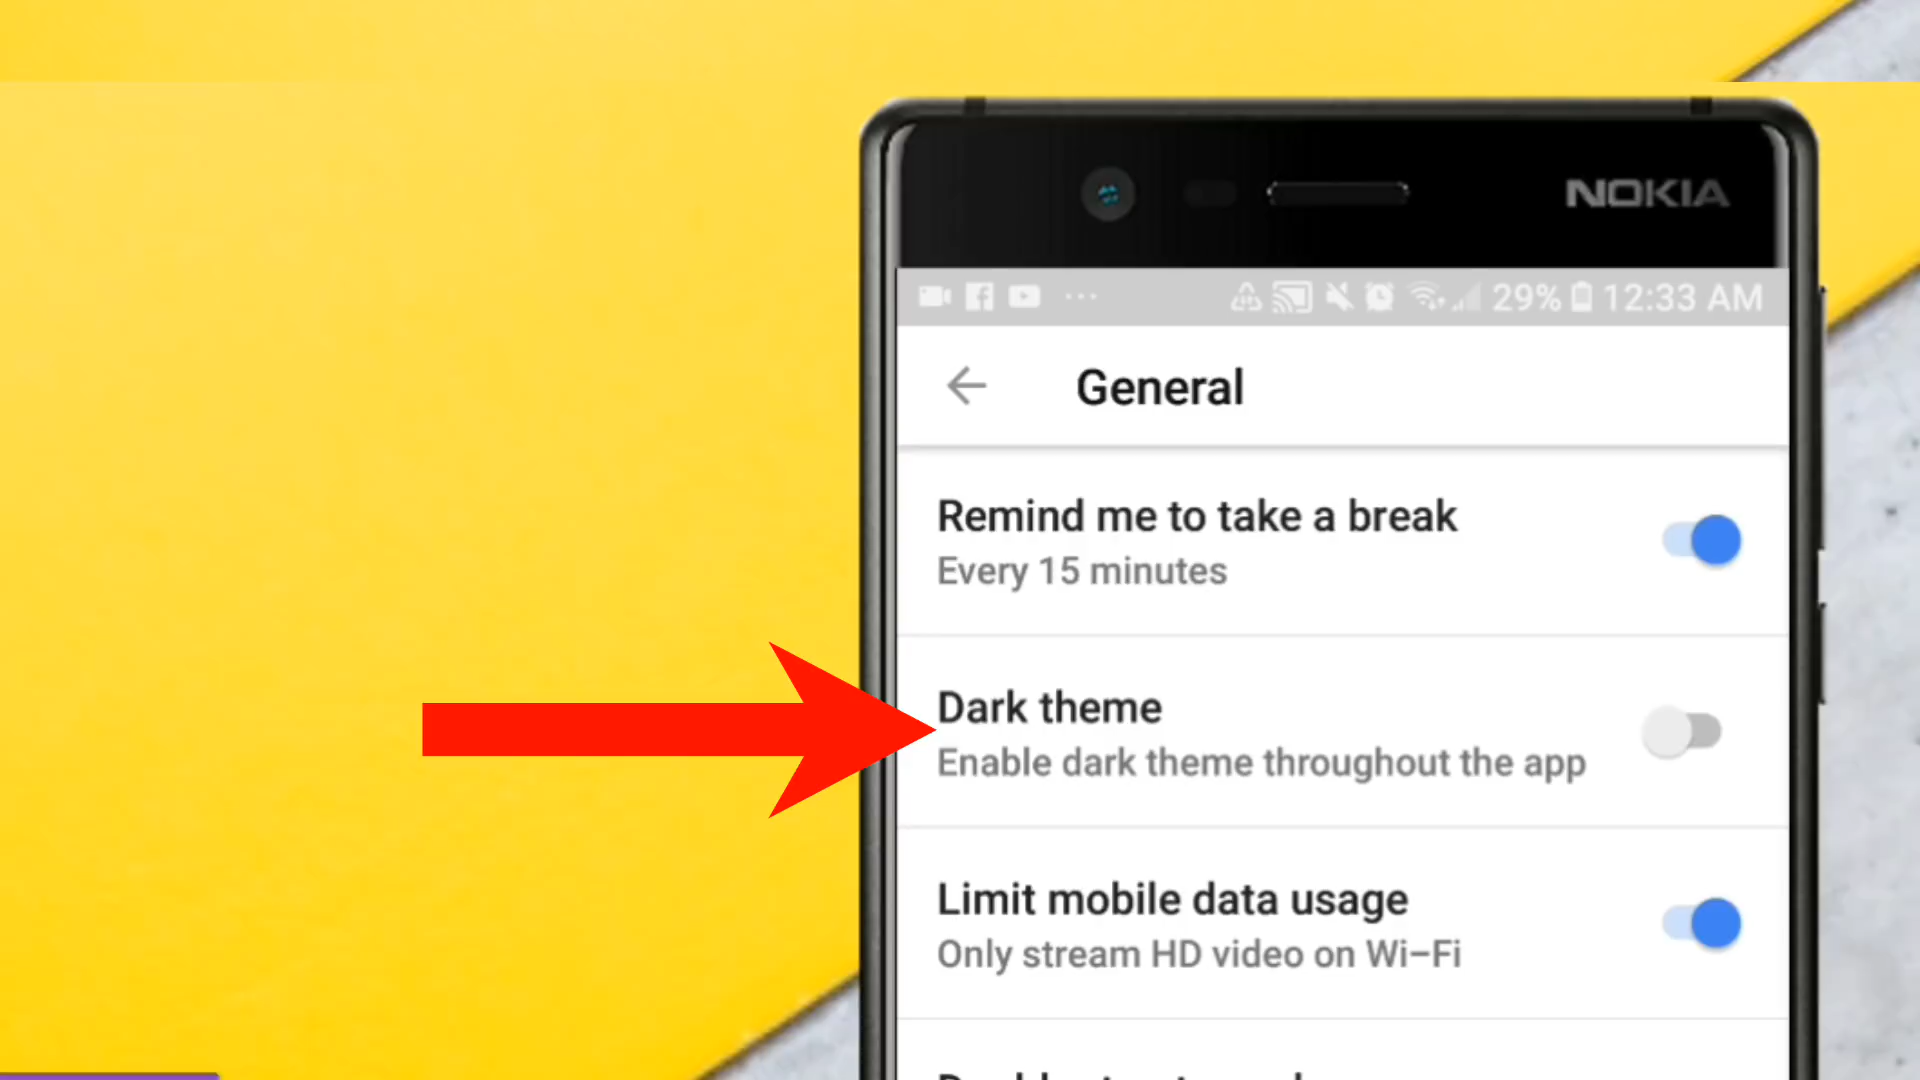 NOKIA
29% 12:33 AM
General
Remind me to take a break
Every 15 minutes
Dark theme
Enable dark theme throughout the app
Limit mobile data usage
Only stream HD video on Wi-Fi